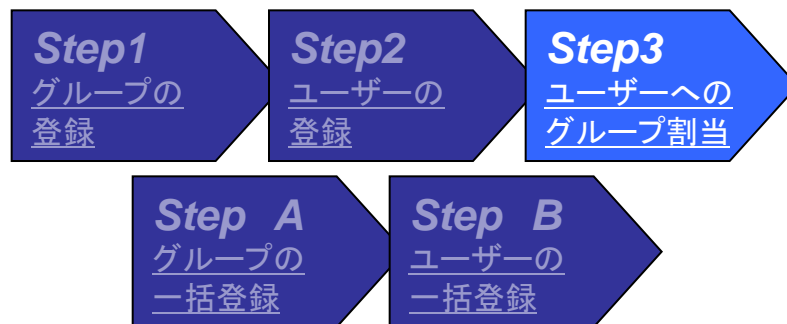 Step1
グループの
登録
Step2
ユーザーの
登録
Step3
ユーザーへの
グループ割当
Step A
グループの
一括登録
Step B
ユーザーの
一括登録